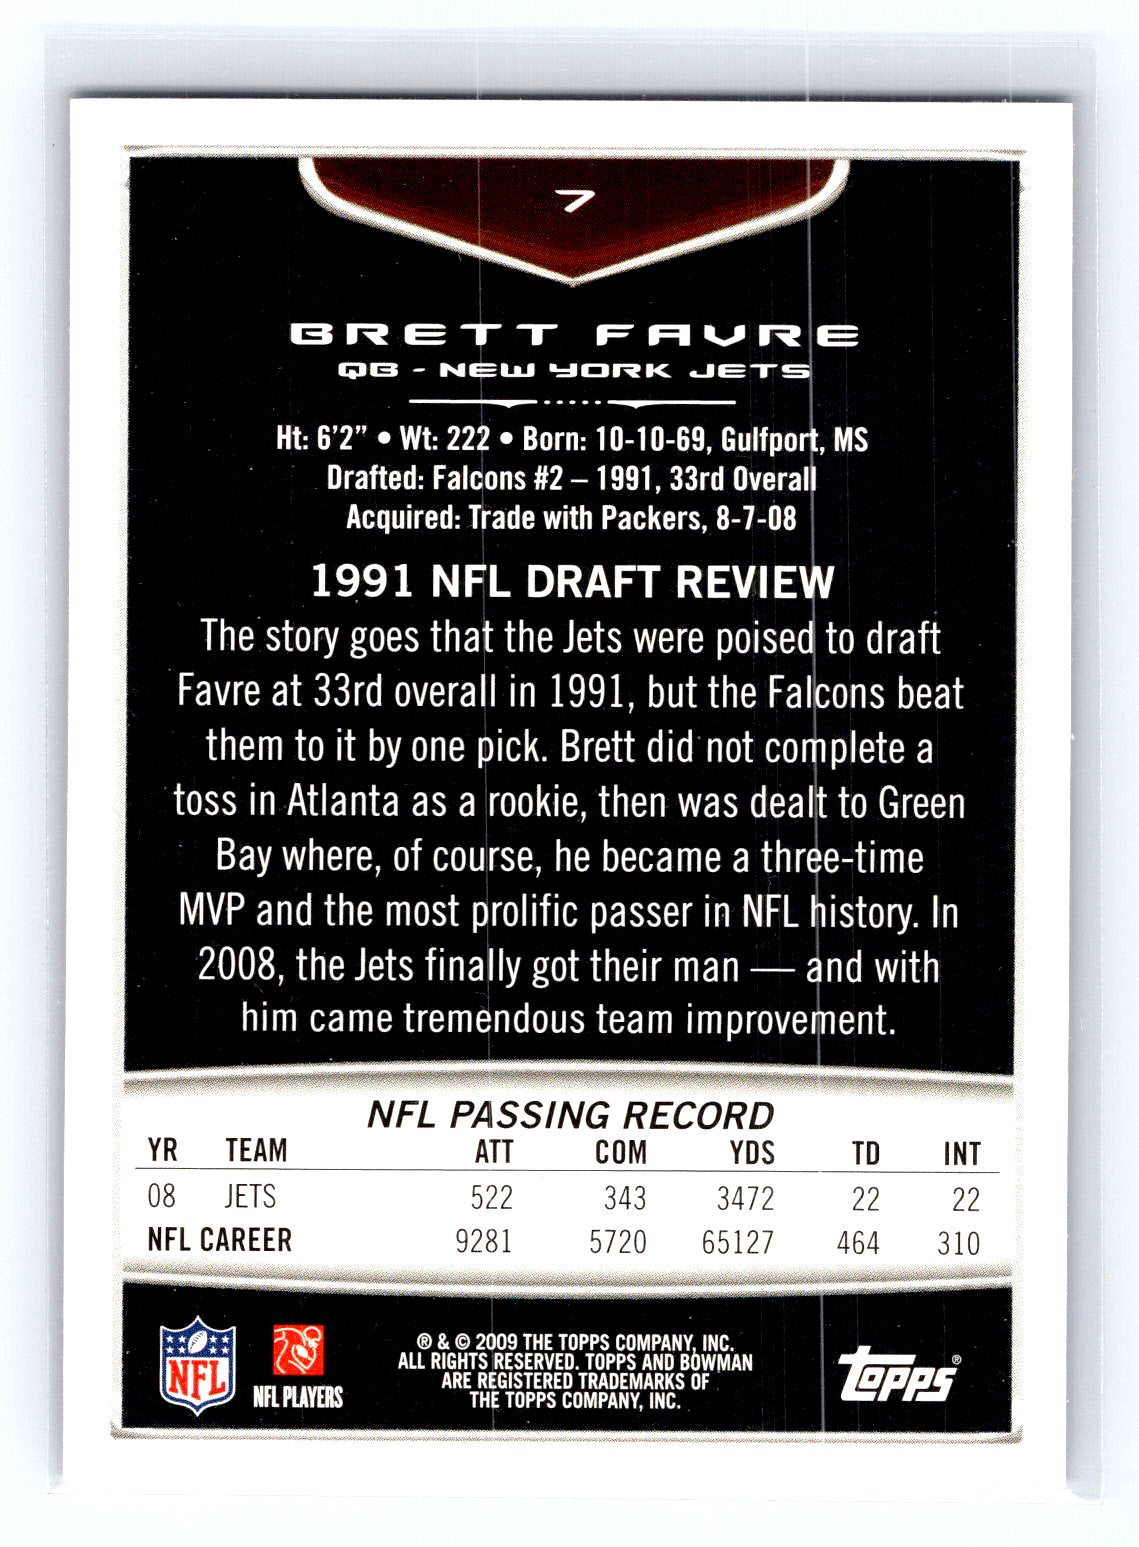 7
BRETT FAVRE
QB - NEW YORK JETS
Ht: 6'2" • Wt: 222 • Born: 10-10-69, Gulfport, MS
Drafted: Falcons #2 – 1991, 33rd Overall
Acquired: Trade with Packers, 8-7-08
1991 NFL DRAFT REVIEW
The story goes that the Jets were poised to draft
Favre at 33rd overall in 1991, but the Falcons beat
them to it by one pick. Brett did not complete a
toss in Atlanta as a rookie, then was dealt to Green
Bay where, of course, he became a three-time
MVP and the most prolific passer in NFL history. In
2008, the Jets finally got their man — and with
him came tremendous team improvement.
NFL PASSING RECORD
YR TEAM ATT COM YDS TD INT
08 JETS 522 343 3472 22 22
NFL CAREER 9281 5720 65127 464 310
NFL
NFL PLAYERS
® & © 2009 THE TOPPS COMPANY, INC.
ALL RIGHTS RESERVED. TOPPS AND BOWMAN
ARE REGISTERED TRADEMARKS OF
THE TOPPS COMPANY, INC.
TOPPS®